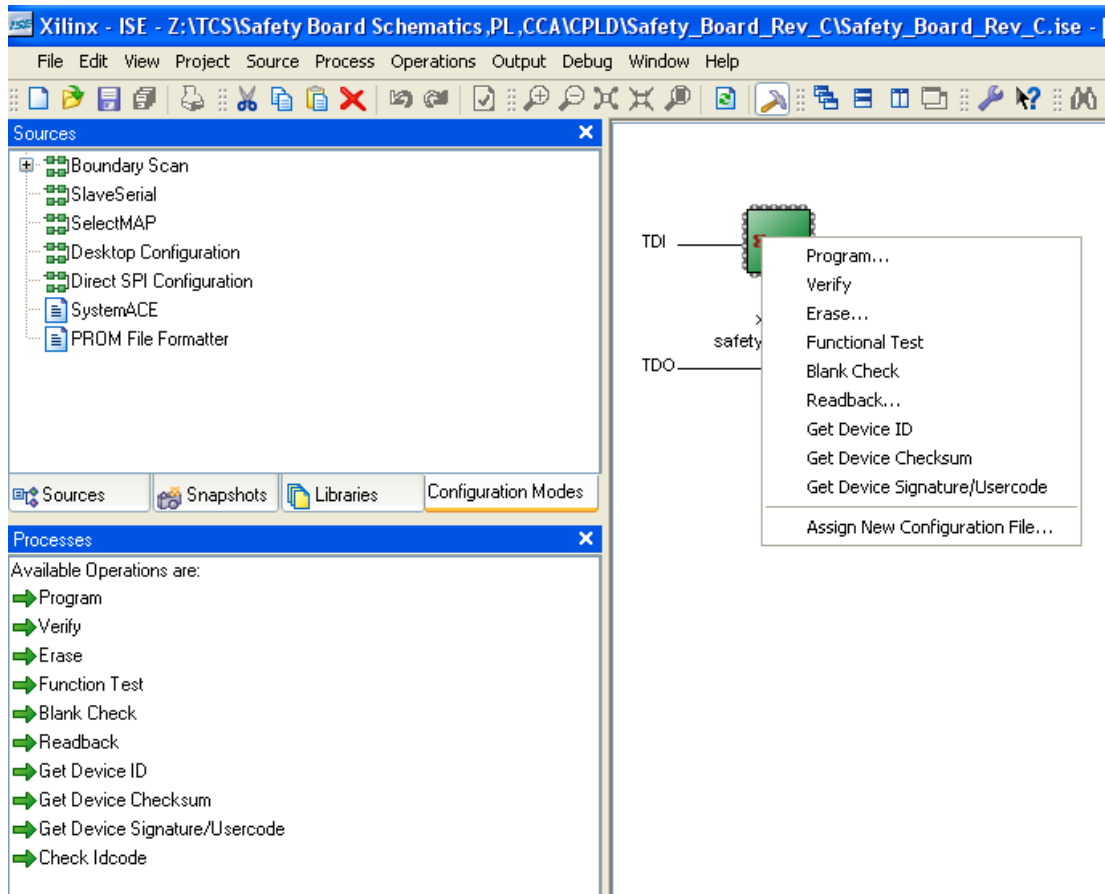 Xilinx - ISE - Z:\TCS\Safety Board Schematics,PL,CCA\CPLD\Safety_Board_Rev_C\Safety_Board_Rev_C.ise - [
File Edit View Project Source Process Operations Output Debug Window Help
Sources
Boundary Scan
SlaveSerial
SelectMAP
Desktop Configuration
Direct SPI Configuration
SystemACE
PROM File Formatter
Sources Snapshots Libraries Configuration Modes
Processes
Available Operations are:
Program
Verify
Erase
Function Test
Blank Check
Readback
Get Device ID
Get Device Checksum
Get Device Signature/Usercode
Check Idcode
TDI
safety
TDO
Program...
Verify
Erase...
Functional Test
Blank Check
Readback...
Get Device ID
Get Device Checksum
Get Device Signature/Usercode
Assign New Configuration File...